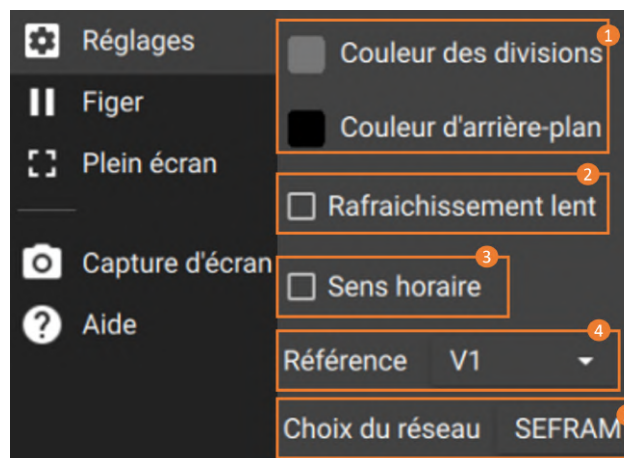 Réglages
Figer
Plein écran
Capture d'écran
Aide
1
Couleur des divisions
Couleur d'arrière-plan
2
Rafraichissement lent
3
Sens horaire
4
Référence V1
Choix du réseau SEFRAM